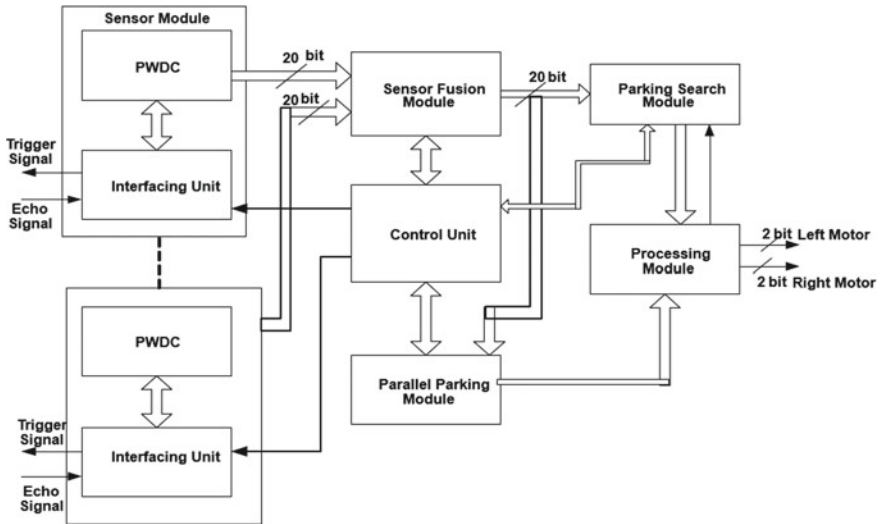 Sensor Module
PWDC
20 bit
20 bit
Trigger
Signal
Interfacing Unit
Echo
Signal
Sensor Fusion
Module
20 bit
Parking Search
Module
Control Unit
Processing
Module
2 bit Left Motor
2 bit Right Motor
PWDC
Parallel Parking
Module
Trigger
Signal
Interfacing Unit
Echo
Signal